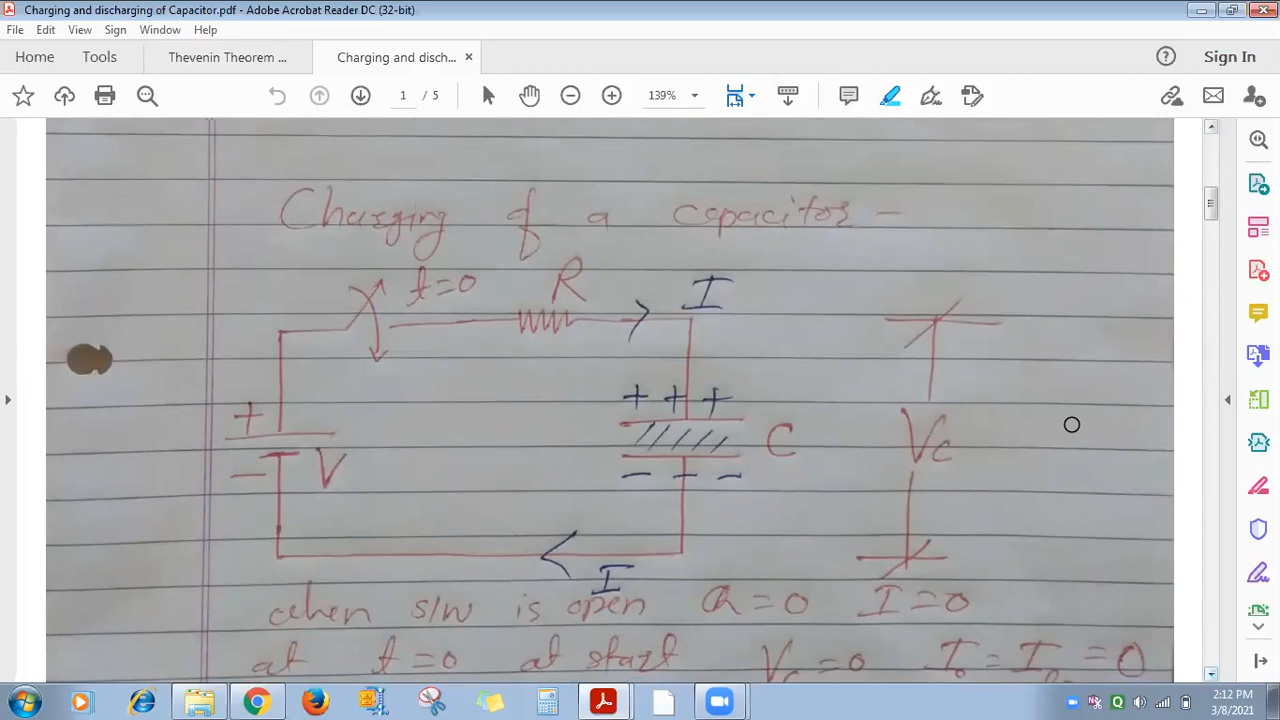 Charging and discharging of Capacitor.pdf - Adobe Acrobat Reader DC (32-bit)
File Edit View Sign Window Help
Home Tools Thevenin Theorem ... Charging and disch... ×
1 / 5 139%
Sign In
Charging of a capacitor -
t=0 R I
+ + + +
V C Vc
- - - -
I
when s/w is open Q = 0 I = 0
at t=0 at start V =0 I = I = 0
2:12 PM
3/8/2021